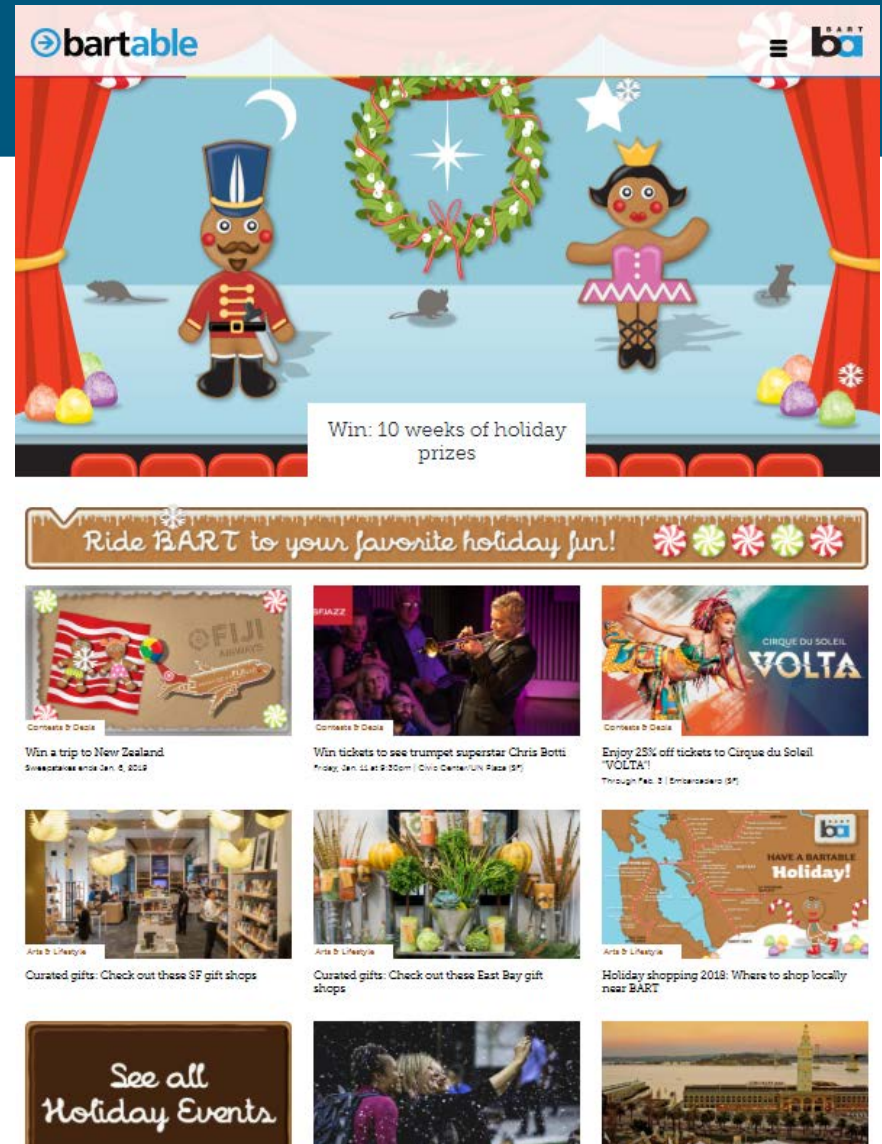 bartable
BART
ba
Win: 10 weeks of holiday
prizes
Ride BART to your favorite holiday fun!
FIJI
AIRWAYS
Contests & Deals
Win a trip to New Zealand
Sweepstakes ends Jan. 6, 2019
SFJAZZ
Contests & Deals
Win tickets to see trumpet superstar Chris Botti
Friday, Jan. 11 at 9:30pm | Civic Center/UN Plaza (SF)
CIRQUE DU SOLEIL
VOLTA
Contests & Deals
Enjoy 25% off tickets to Cirque du Soleil
"VOLTA"!
Through Feb. 3 | Embarcadero (SF)
Arts & Lifestyle
Curated gifts: Check out these SF gift shops
Arts & Lifestyle
Curated gifts: Check out these East Bay gift
shops
BART
ba
HAVE A BARTABLE
Holiday!
Arts & Lifestyle
Holiday shopping 2018: Where to shop locally
near BART
See all
Holiday Events